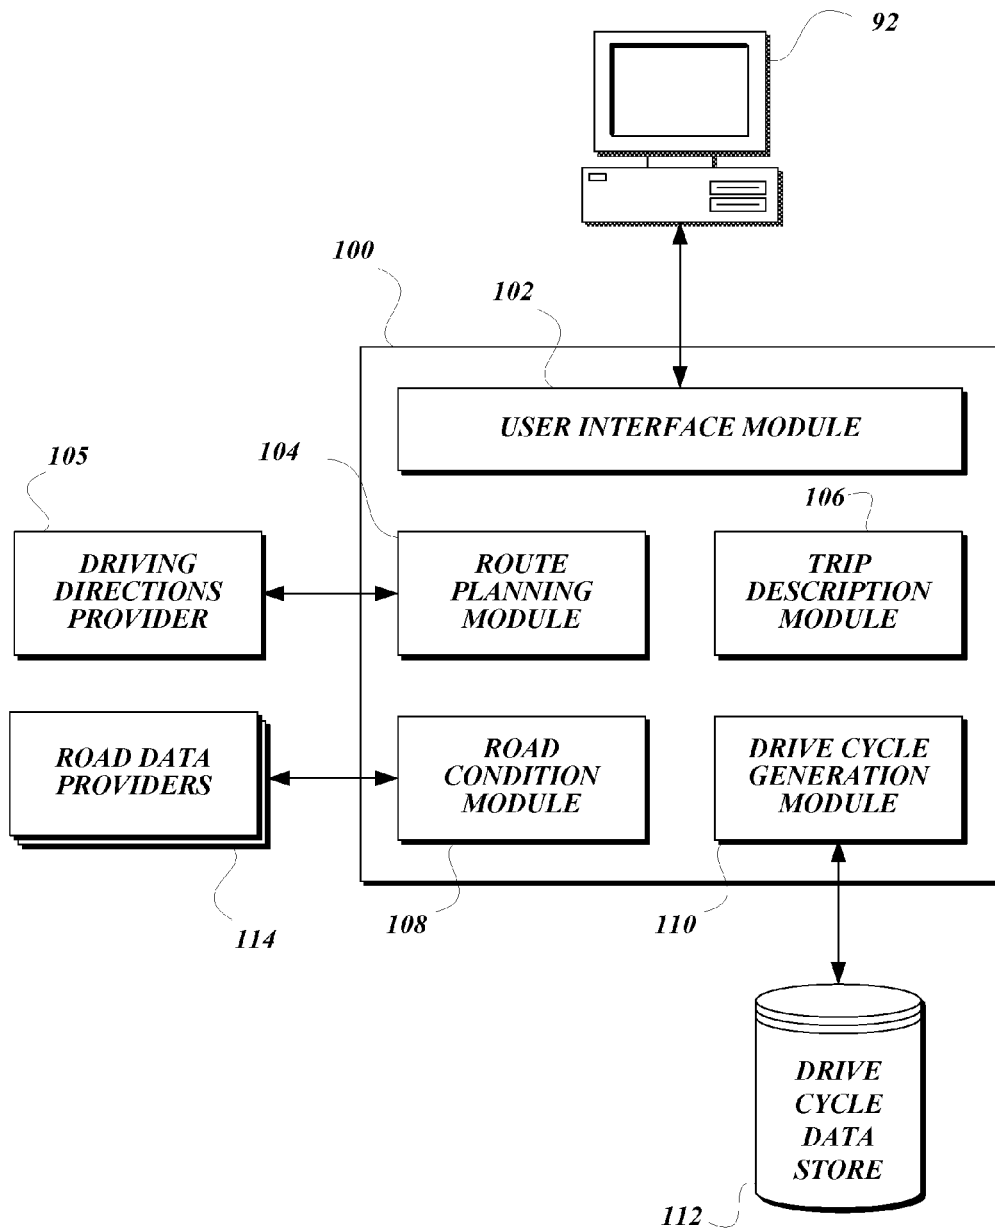 92
100
102
USER INTERFACE MODULE
105
104
106
DRIVING
DIRECTIONS
PROVIDER
ROUTE
PLANNING
MODULE
TRIP
DESCRIPTION
MODULE
ROAD DATA
PROVIDERS
ROAD
CONDITION
MODULE
DRIVE CYCLE
GENERATION
MODULE
114
108
110
DRIVE
CYCLE
DATA
STORE
112